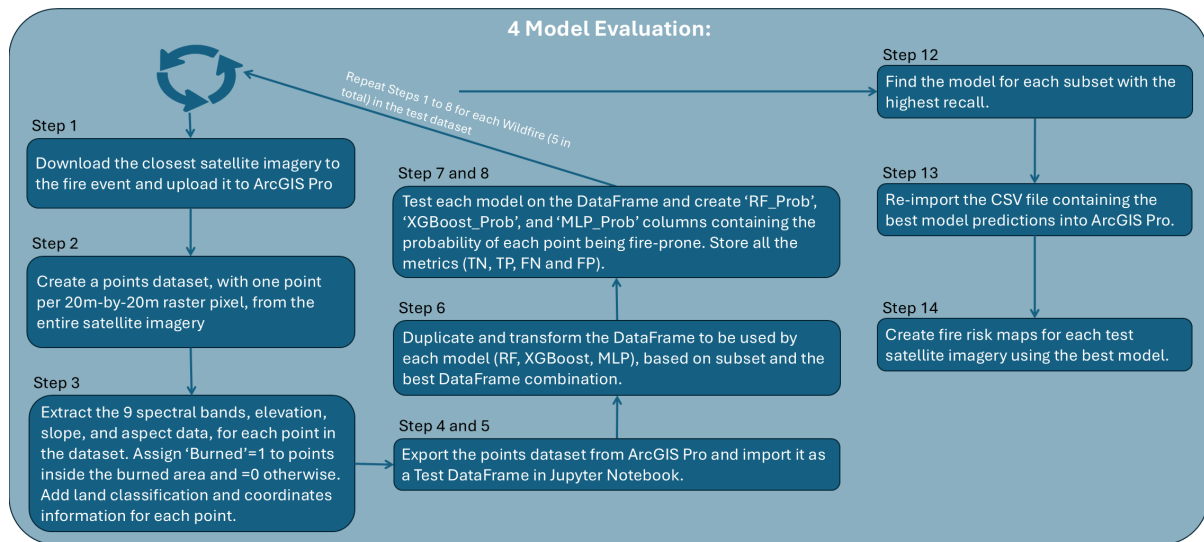 4 Model Evaluation:
Step 1
Download the closest satellite imagery to
the fire event and upload it to ArcGIS Pro
Step 2
Create a points dataset, with one point
per 20m-by-20m raster pixel, from the
entire satellite imagery
Step 3
Extract the 9 spectral bands, elevation,
slope, and aspect data, for each point in
the dataset. Assign ‘Burned’=1 to points
inside the burned area and =0 otherwise.
Add land classification and coordinates
information for each point.
Step 4 and 5
Export the points dataset from ArcGIS Pro and import it as
a Test DataFrame in Jupyter Notebook.
Step 6
Duplicate and transform the DataFrame to be used by
each model (RF, XGBoost, MLP), based on subset and the
best DataFrame combination.
Step 7 and 8
Test each model on the DataFrame and create ‘RF_Prob’,
‘XGBoost_Prob’, and ‘MLP_Prob’ columns containing the
probability of each point being fire-prone. Store all the
metrics (TN, TP, FN and FP).
Repeat Steps 1 to 8 for each Wildfire (5 in
total) in the test dataset
Step 12
Find the model for each subset with the
highest recall.
Step 13
Re-import the CSV file containing the
best model predictions into ArcGIS Pro.
Step 14
Create fire risk maps for each test
satellite imagery using the best model.